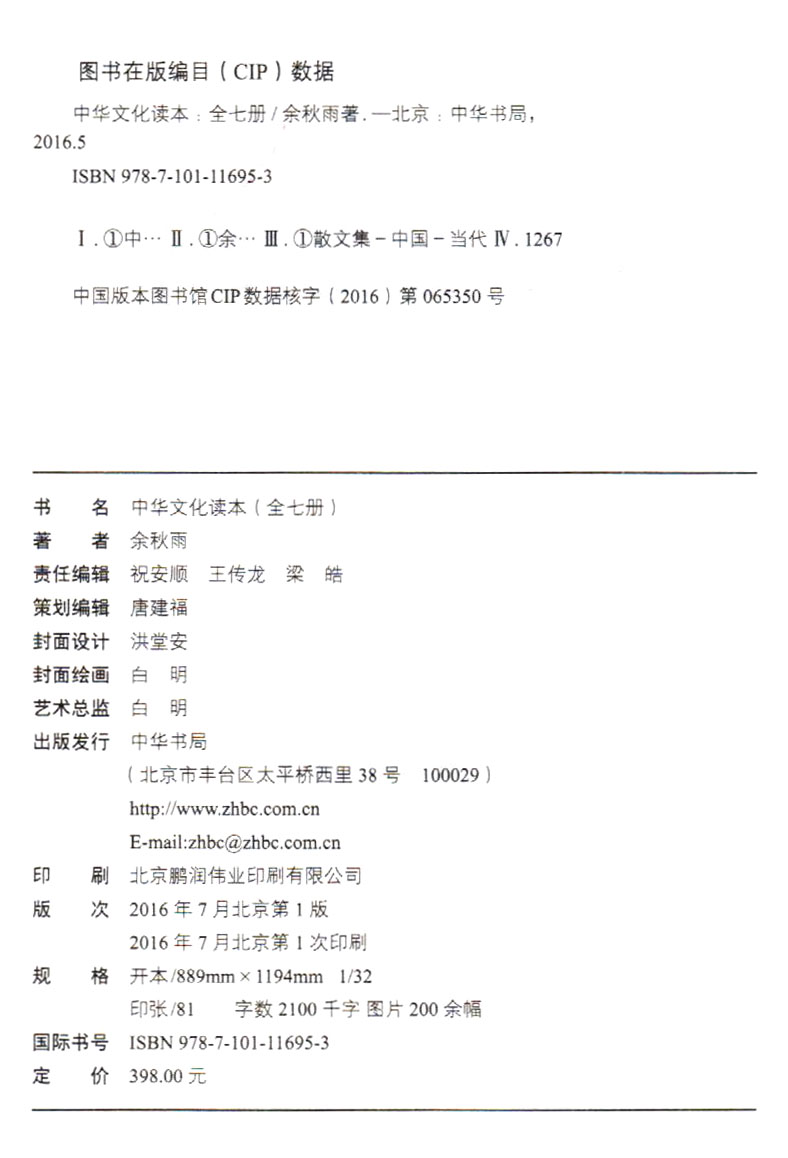 图书在版编目（CIP）数据
中华文化读本：全七册/余秋雨著.—北京：中华书局，
2016.5
ISBN 978-7-101-11695-3
Ⅰ.①中… Ⅱ.①余… Ⅲ.①散文集－中国－当代 Ⅳ.1267
中国版本图书馆CIP数据核字（2016）第065350号
书 名 中华文化读本（全七册）
著 者 余秋雨
责任编辑 祝安顺 王传龙 梁 皓
策划编辑 唐建福
封面设计 洪堂安
封面绘画 白 明
艺术总监 白 明
出版发行 中华书局
（北京市丰台区太平桥西里38号 100029）
http://www.zhbc.com.cn
E-mail:zhbc@zhbc.com.cn
印 刷 北京鹏润伟业印刷有限公司
版 次 2016年7月北京第1版
2016年7月北京第1次印刷
规 格 开本/889mm×1194mm 1/32
印张/81 字数2100千字 图片200余幅
国际书号 ISBN 978-7-101-11695-3
定 价 398.00元